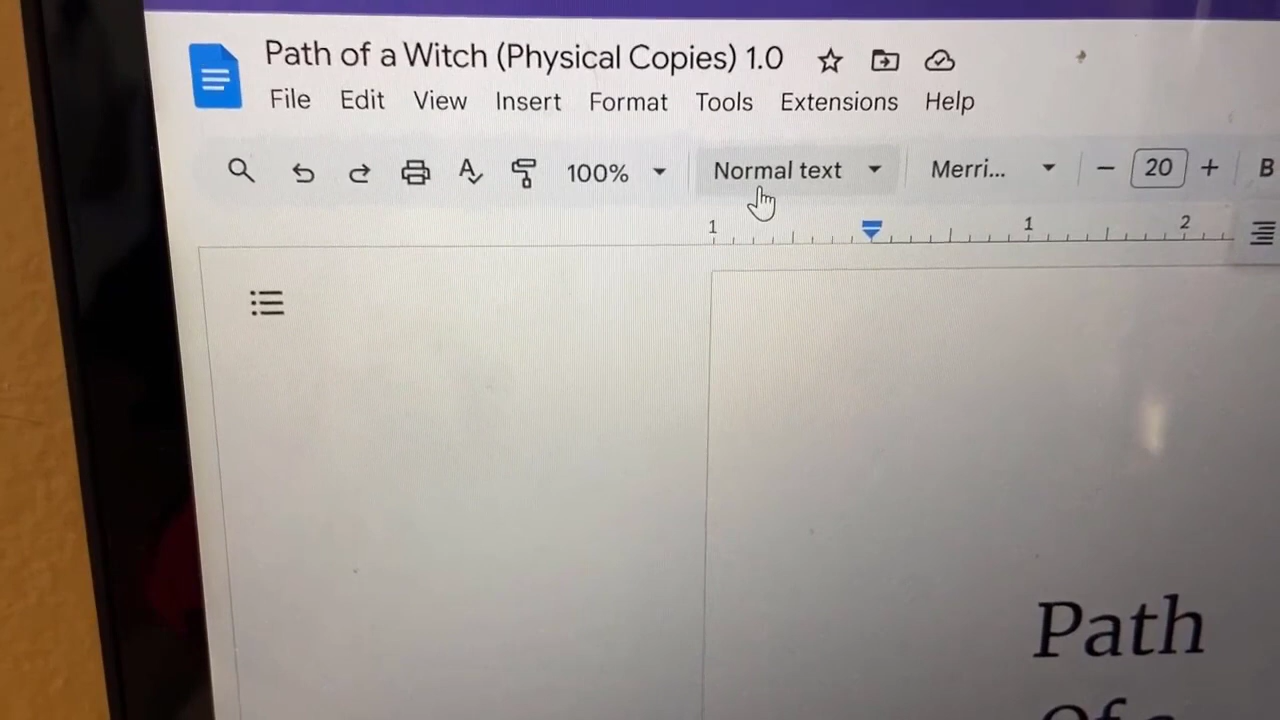 Path of a Witch (Physical Copies) 1.0
File Edit View Insert Format Tools Extensions Help
100% Normal text Merri... − 20 + B
1 1 2
Path
Of a